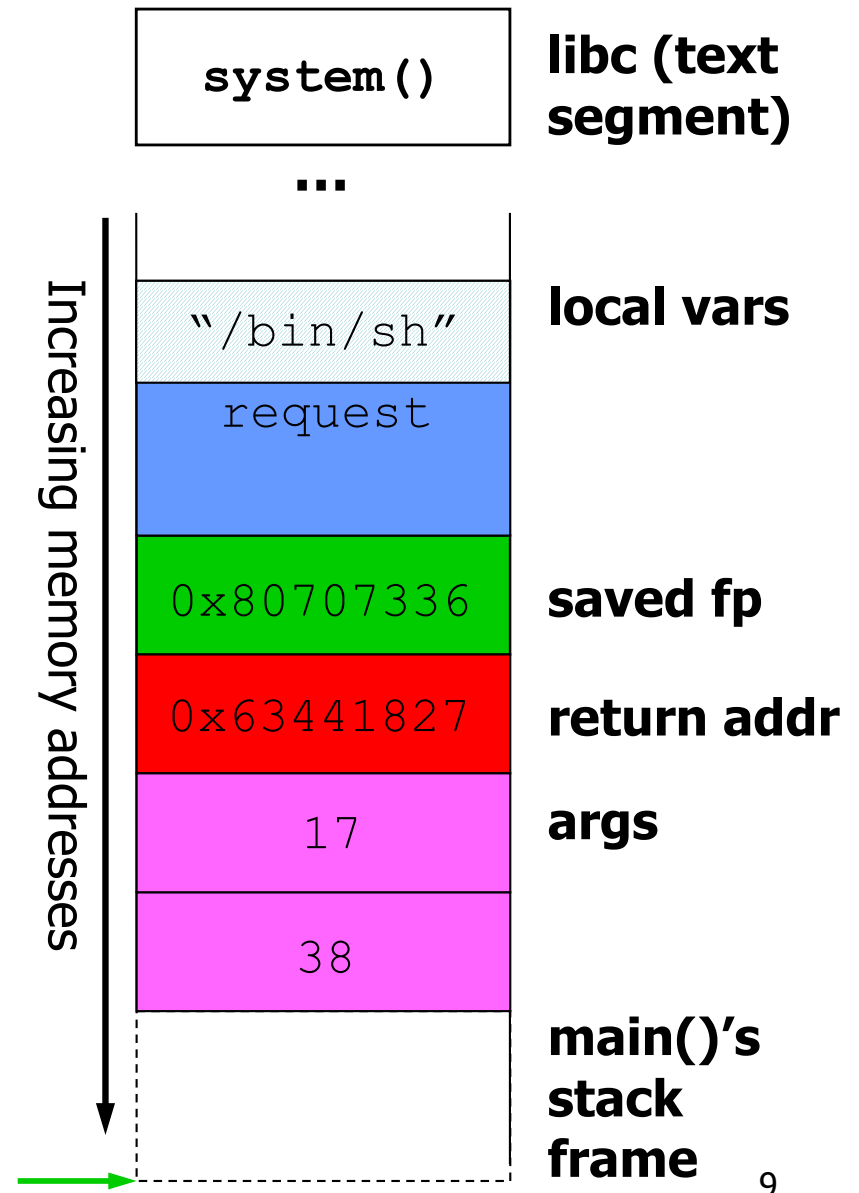 system()
libc (text
segment)
...
Increasing memory addresses
“/bin/sh”
local vars
request
0x80707336
saved fp
0x63441827
return addr
17
args
38
main()’s
stack
frame
9